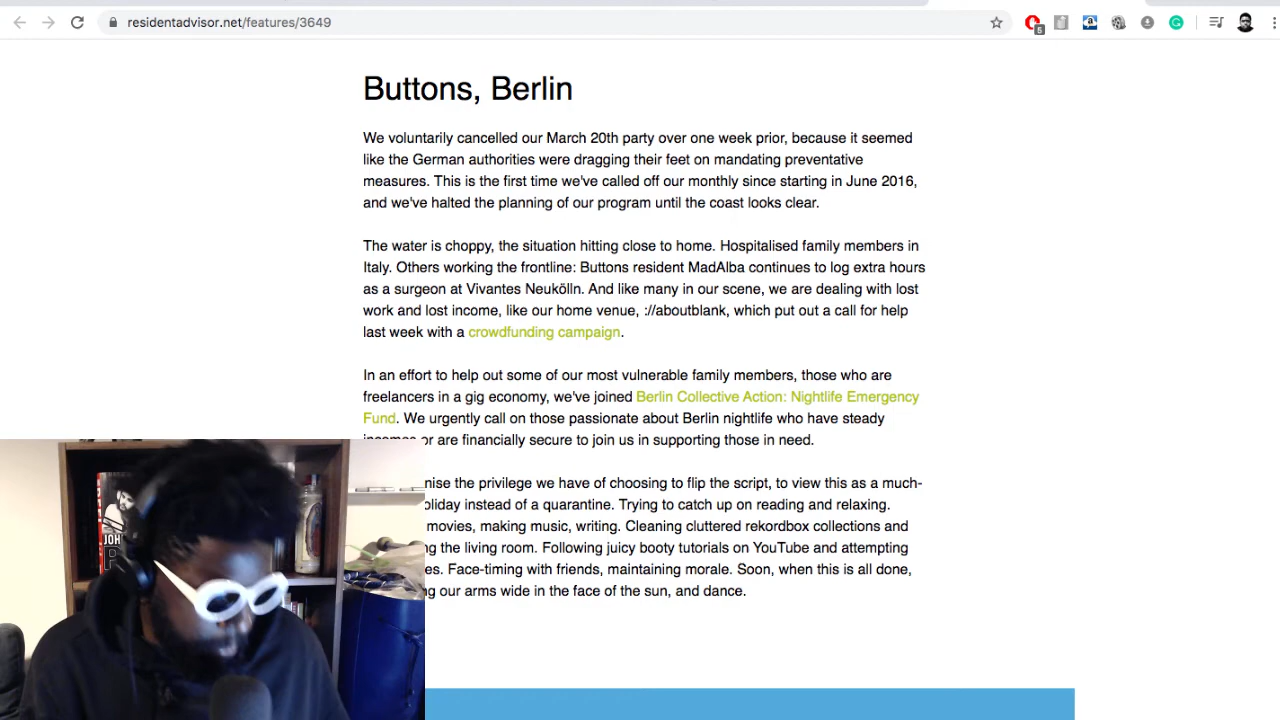 residentadvisor.net/features/3649
5
Buttons, Berlin
We voluntarily cancelled our March 20th party over one week prior, because it seemed
like the German authorities were dragging their feet on mandating preventative
measures. This is the first time we've called off our monthly since starting in June 2016,
and we've halted the planning of our program until the coast looks clear.
The water is choppy, the situation hitting close to home. Hospitalised family members in
Italy. Others working the frontline: Buttons resident MadAlba continues to log extra hours
as a surgeon at Vivantes Neukölln. And like many in our scene, we are dealing with lost
work and lost income, like our home venue, ://aboutblank, which put out a call for help
last week with a crowdfunding campaign.
In an effort to help out some of our most vulnerable family members, those who are
freelancers in a gig economy, we've joined Berlin Collective Action: Nightlife Emergency
Fund. We urgently call on those passionate about Berlin nightlife who have steady
incomes or are financially secure to join us in supporting those in need.
nise the privilege we have of choosing to flip the script, to view this as a much-
oliday instead of a quarantine. Trying to catch up on reading and relaxing.
movies, making music, writing. Cleaning cluttered rekordbox collections and
ng the living room. Following juicy booty tutorials on YouTube and attempting
es. Face-timing with friends, maintaining morale. Soon, when this is all done,
g our arms wide in the face of the sun, and dance.
JOH